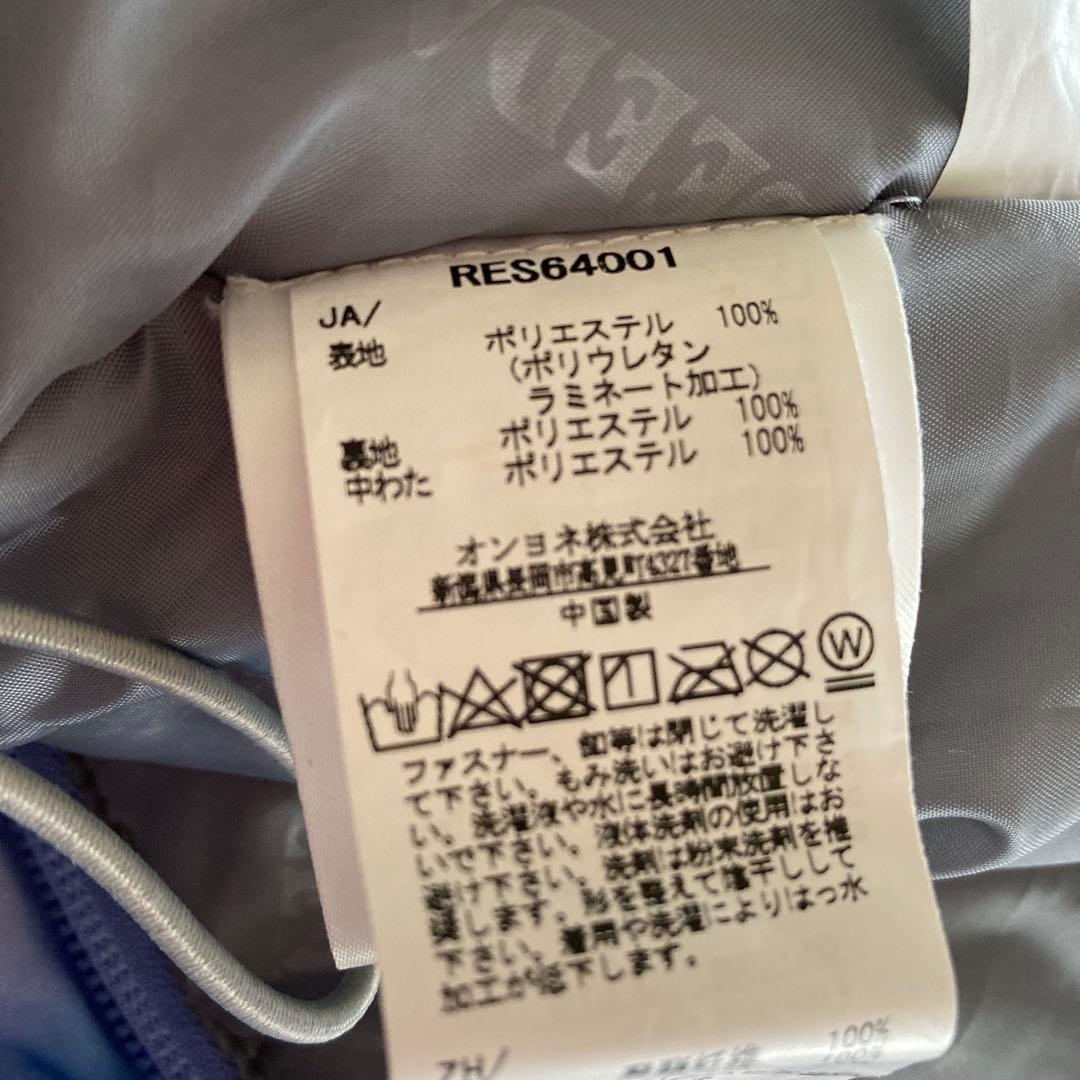 RES64001
JA/
表地 ポリエステル 100%
(ポリウレタン
ラミネート加工)
裏地 ポリエステル 100%
中わた ポリエステル 100%
オンヨネ株式会社
新潟県長岡市高見町4327番地
中国製
W
ファスナー、釦等は閉じて洗濯し
て下さい。もみ洗いはお避け下さ
い。洗濯液や水に長時間放置しな
いで下さい。液体洗剤の使用はお
避け下さい。洗剤は粉末洗剤を推
奨します。形を整えて陰干しして
下さい。着用や洗濯によりはっ水
加工が低下します。
ZH/ 100%
100%